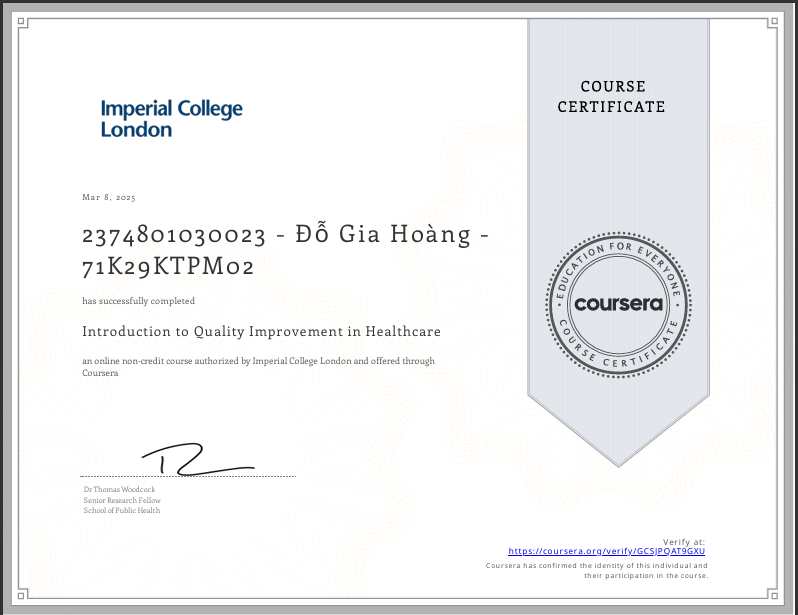 Imperial College
London
COURSE
CERTIFICATE
Mar 8, 2025
2374801030023 - Đỗ Gia Hoàng -
71K29KTPM02
has successfully completed
Introduction to Quality Improvement in Healthcare
an online non-credit course authorized by Imperial College London and offered through
Coursera
EDUCATION FOR EVERYONE
coursera
COURSE CERTIFICATE
Dr Thomas Woodcock
Senior Research Fellow
School of Public Health
Verify at:
https://coursera.org/verify/GCSJPQAT9GXU
Coursera has confirmed the identity of this individual and
their participation in the course.